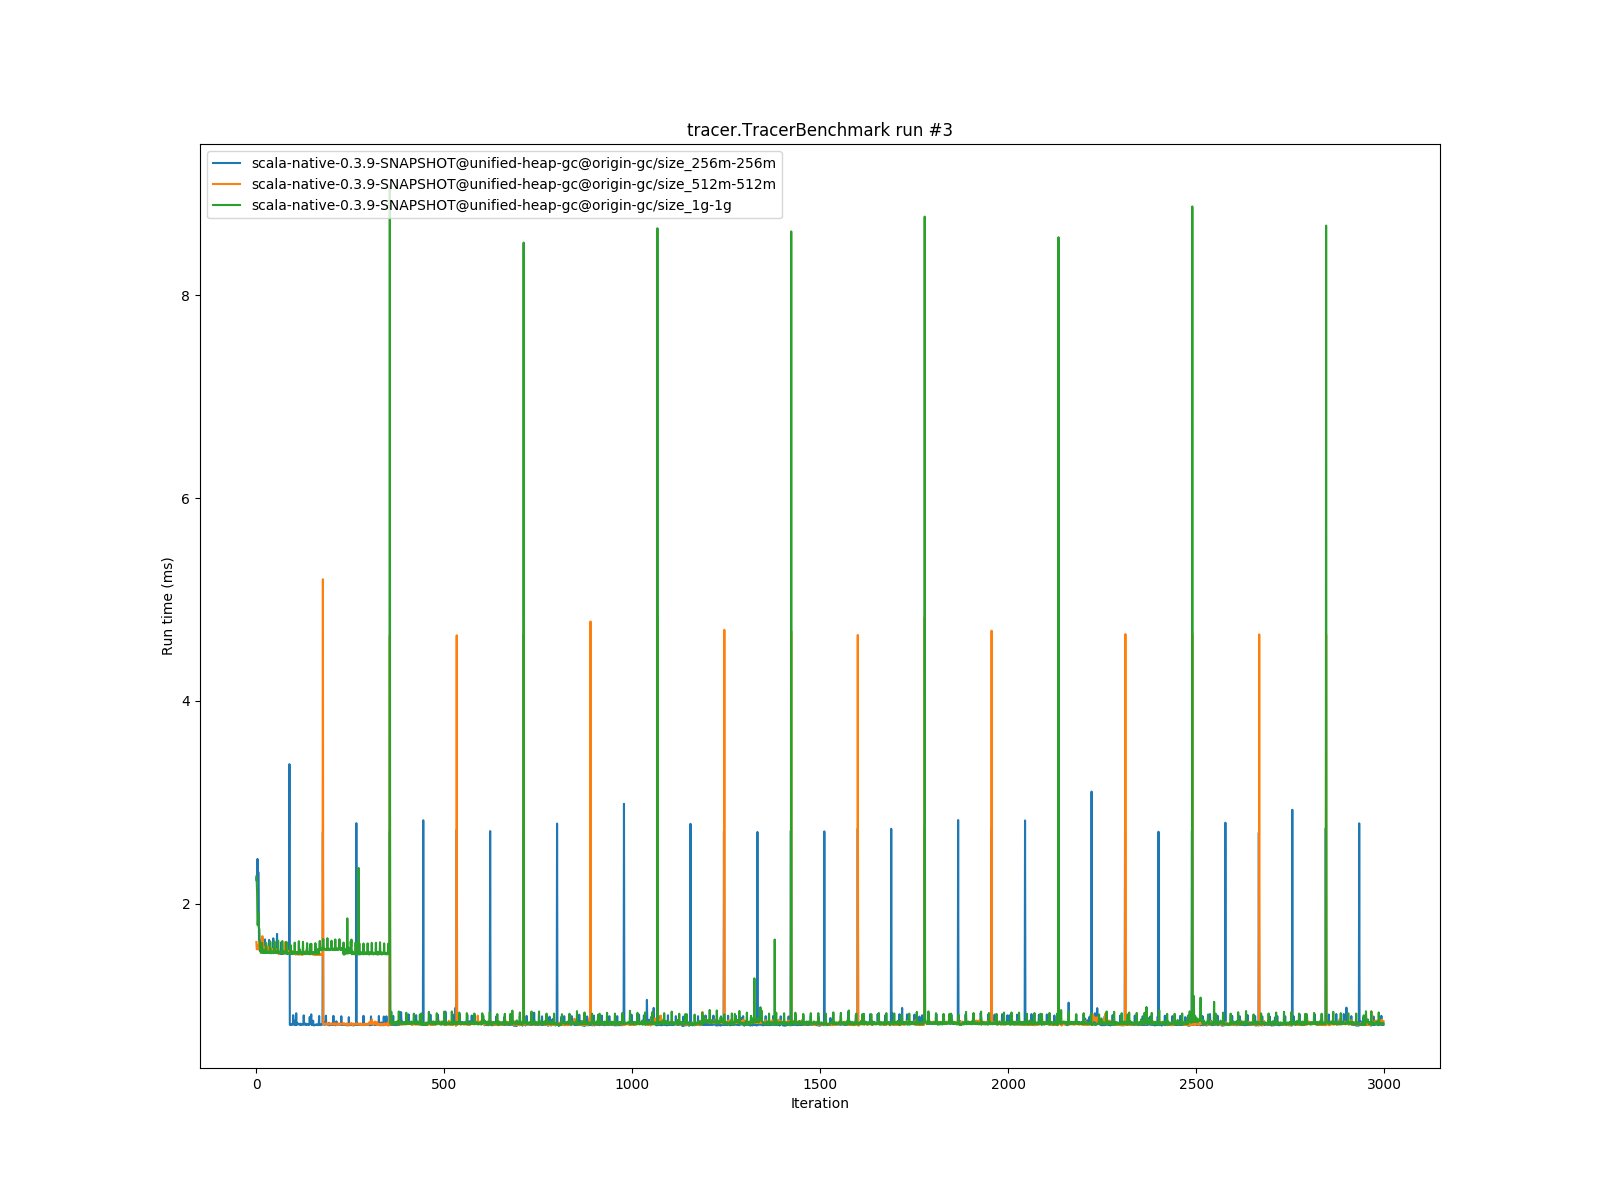 tracer.TracerBenchmark run #3
scala-native-0.3.9-SNAPSHOT@unified-heap-gc@origin-gc/size_256m-256m
scala-native-0.3.9-SNAPSHOT@unified-heap-gc@origin-gc/size_512m-512m
scala-native-0.3.9-SNAPSHOT@unified-heap-gc@origin-gc/size_1g-1g
8
6
4
2
Run time (ms)
0 500 1000 1500 2000 2500 3000
Iteration